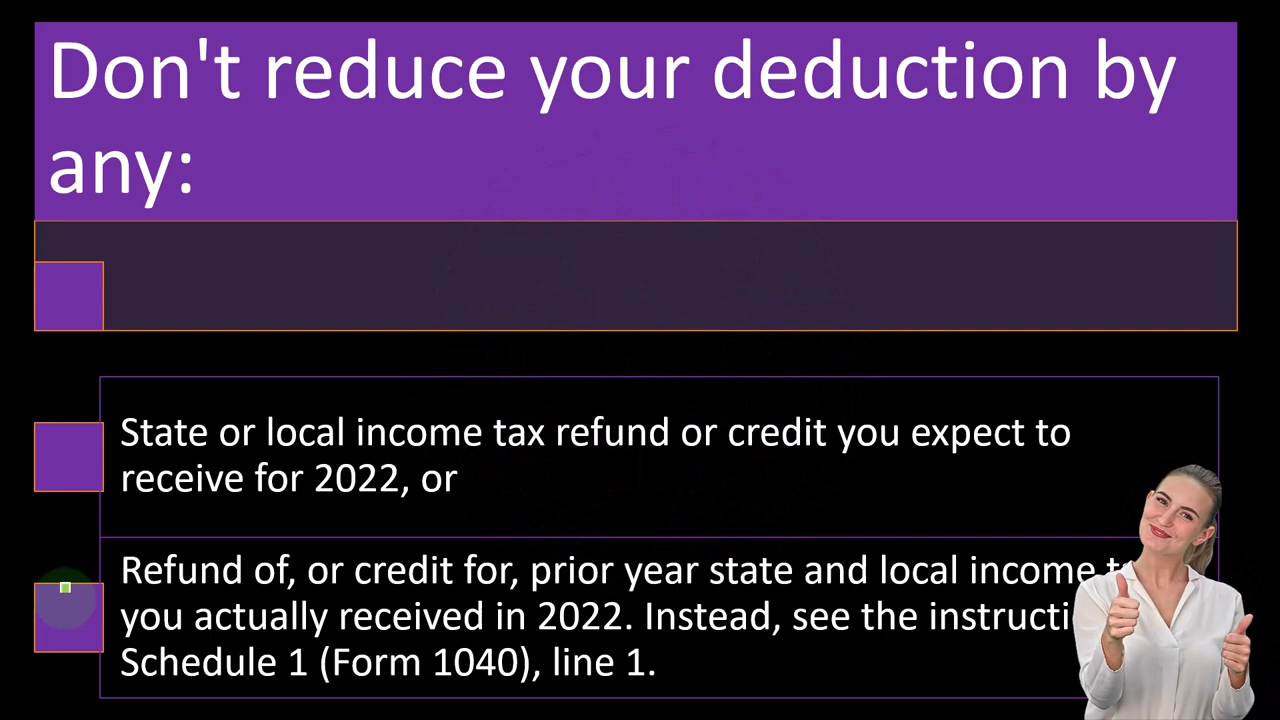 Don't reduce your deduction by
any:
State or local income tax refund or credit you expect to
receive for 2022, or
Refund of, or credit for, prior year state and local income
you actually received in 2022. Instead, see the
Schedule 1 (Form 1040), line 1.